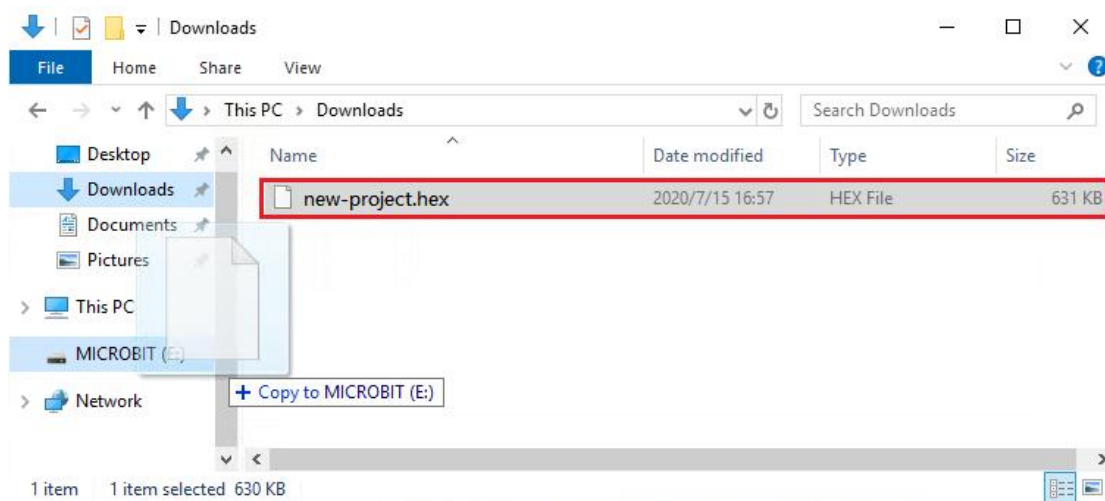 Downloads
File Home Share View
This PC Downloads Search Downloads
Desktop Name Date modified Type Size
Downloads new-project.hex 2020/7/15 16:57 HEX File 631 KB
Documents
Pictures
This PC
MICROBIT (E:)
Copy to MICROBIT (E:)
Network
1 item 1 item selected 630 KB